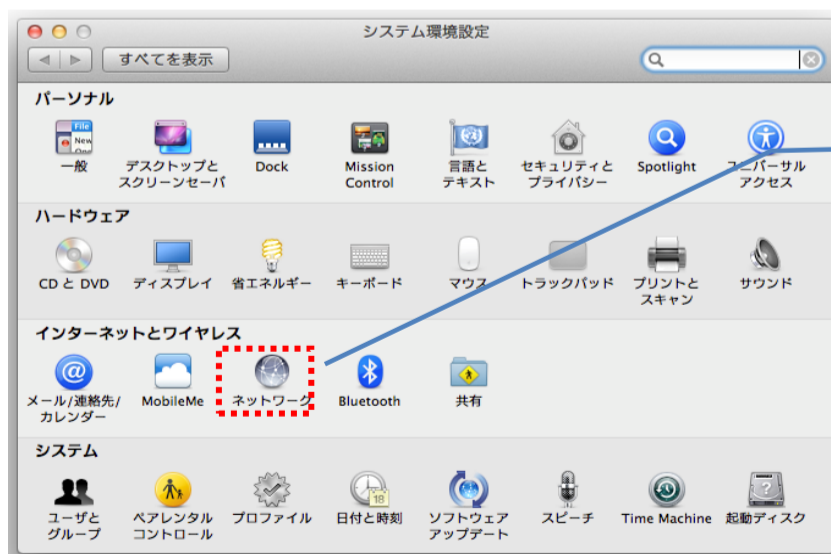 システム環境設定
すべてを表示
パーソナル
File
New
一般
デスクトップと
スクリーンセーバ
Dock
Mission
Control
言語と
テキスト
セキュリティと
プライバシー
Spotlight
ユニバーサル
アクセス
ハードウェア
CD と DVD
ディスプレイ
省エネルギー
キーボード
マウス
トラックパッド
プリントと
スキャン
サウンド
インターネットとワイヤレス
メール/連絡先/
カレンダー
MobileMe
ネットワーク
Bluetooth
共有
システム
ユーザと
グループ
ペアレンタル
コントロール
プロファイル
18
日付と時刻
ソフトウェア
アップデート
スピーチ
Time Machine
?
起動ディスク